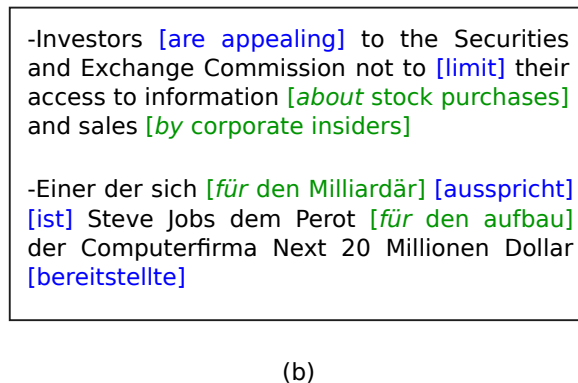 -Investors [are appealing] to the Securities
and Exchange Commission not to [limit] their
access to information [about stock purchases]
and sales [by corporate insiders]
-Einer der sich [für den Milliardär] [ausspricht]
[ist] Steve Jobs dem Perot [für den aufbau]
der Computerfirma Next 20 Millionen Dollar
[bereitstellte]
(b)